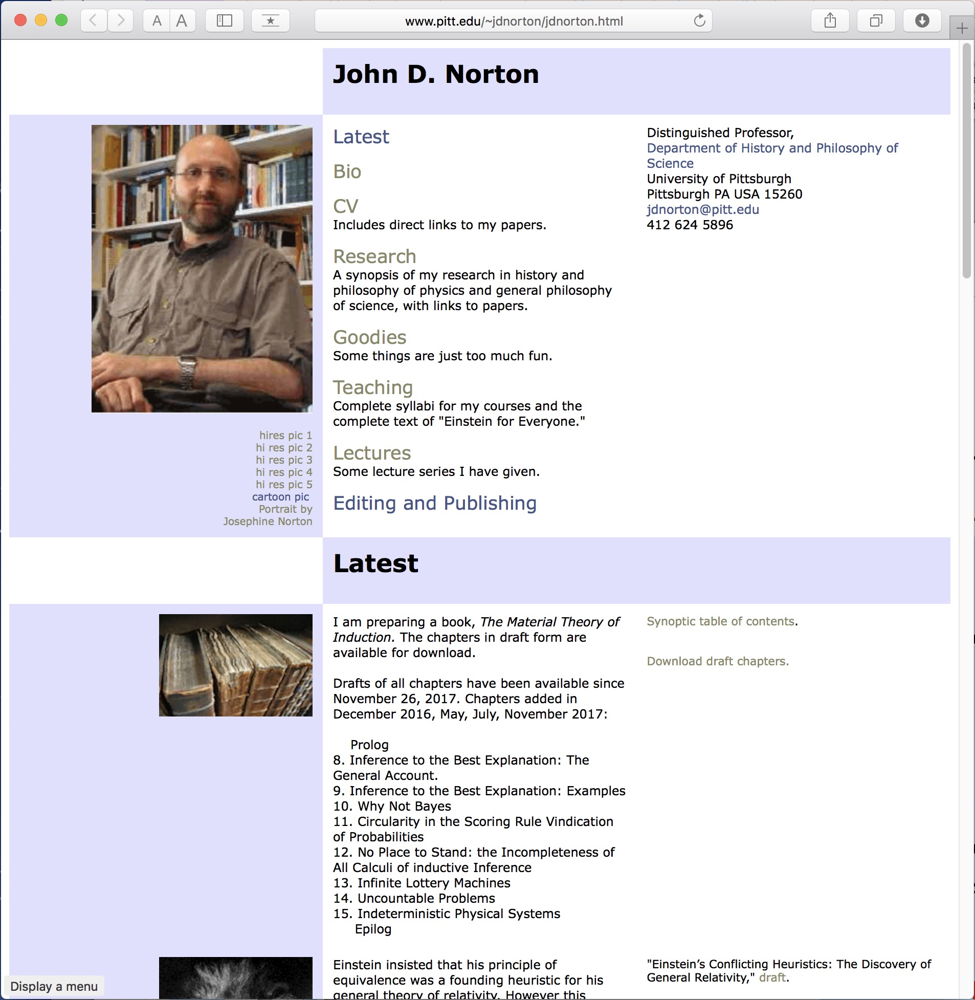 A A
www.pitt.edu/~jdnorton/jdnorton.html
John D. Norton
Latest
Bio
CV
Includes direct links to my papers.
Research
A synopsis of my research in history and
philosophy of physics and general philosophy
of science, with links to papers.
Goodies
Some things are just too much fun.
Teaching
Complete syllabi for my courses and the
complete text of "Einstein for Everyone."
Lectures
Some lecture series I have given.
Editing and Publishing
Distinguished Professor,
Department of History and Philosophy of
Science
University of Pittsburgh
Pittsburgh PA USA 15260
jdnorton@pitt.edu
412 624 5896
hires pic 1
hi res pic 2
hi res pic 3
hi res pic 4
hi res pic 5
cartoon pic
Portrait by
Josephine Norton
Latest
I am preparing a book, The Material Theory of
Induction. The chapters in draft form are
available for download.
Drafts of all chapters have been available since
November 26, 2017. Chapters added in
December 2016, May, July, November 2017:
Prolog
8. Inference to the Best Explanation: The
General Account.
9. Inference to the Best Explanation: Examples
10. Why Not Bayes
11. Circularity in the Scoring Rule Vindication
of Probabilities
12. No Place to Stand: the Incompleteness of
All Calculi of inductive Inference
13. Infinite Lottery Machines
14. Uncountable Problems
15. Indeterministic Physical Systems
Epilog
Synoptic table of contents.
Download draft chapters.
Einstein insisted that his principle of
equivalence was a founding heuristic for his
general theory of relativity. However this
"Einstein’s Conflicting Heuristics: The Discovery of
General Relativity," draft.
Display a menu